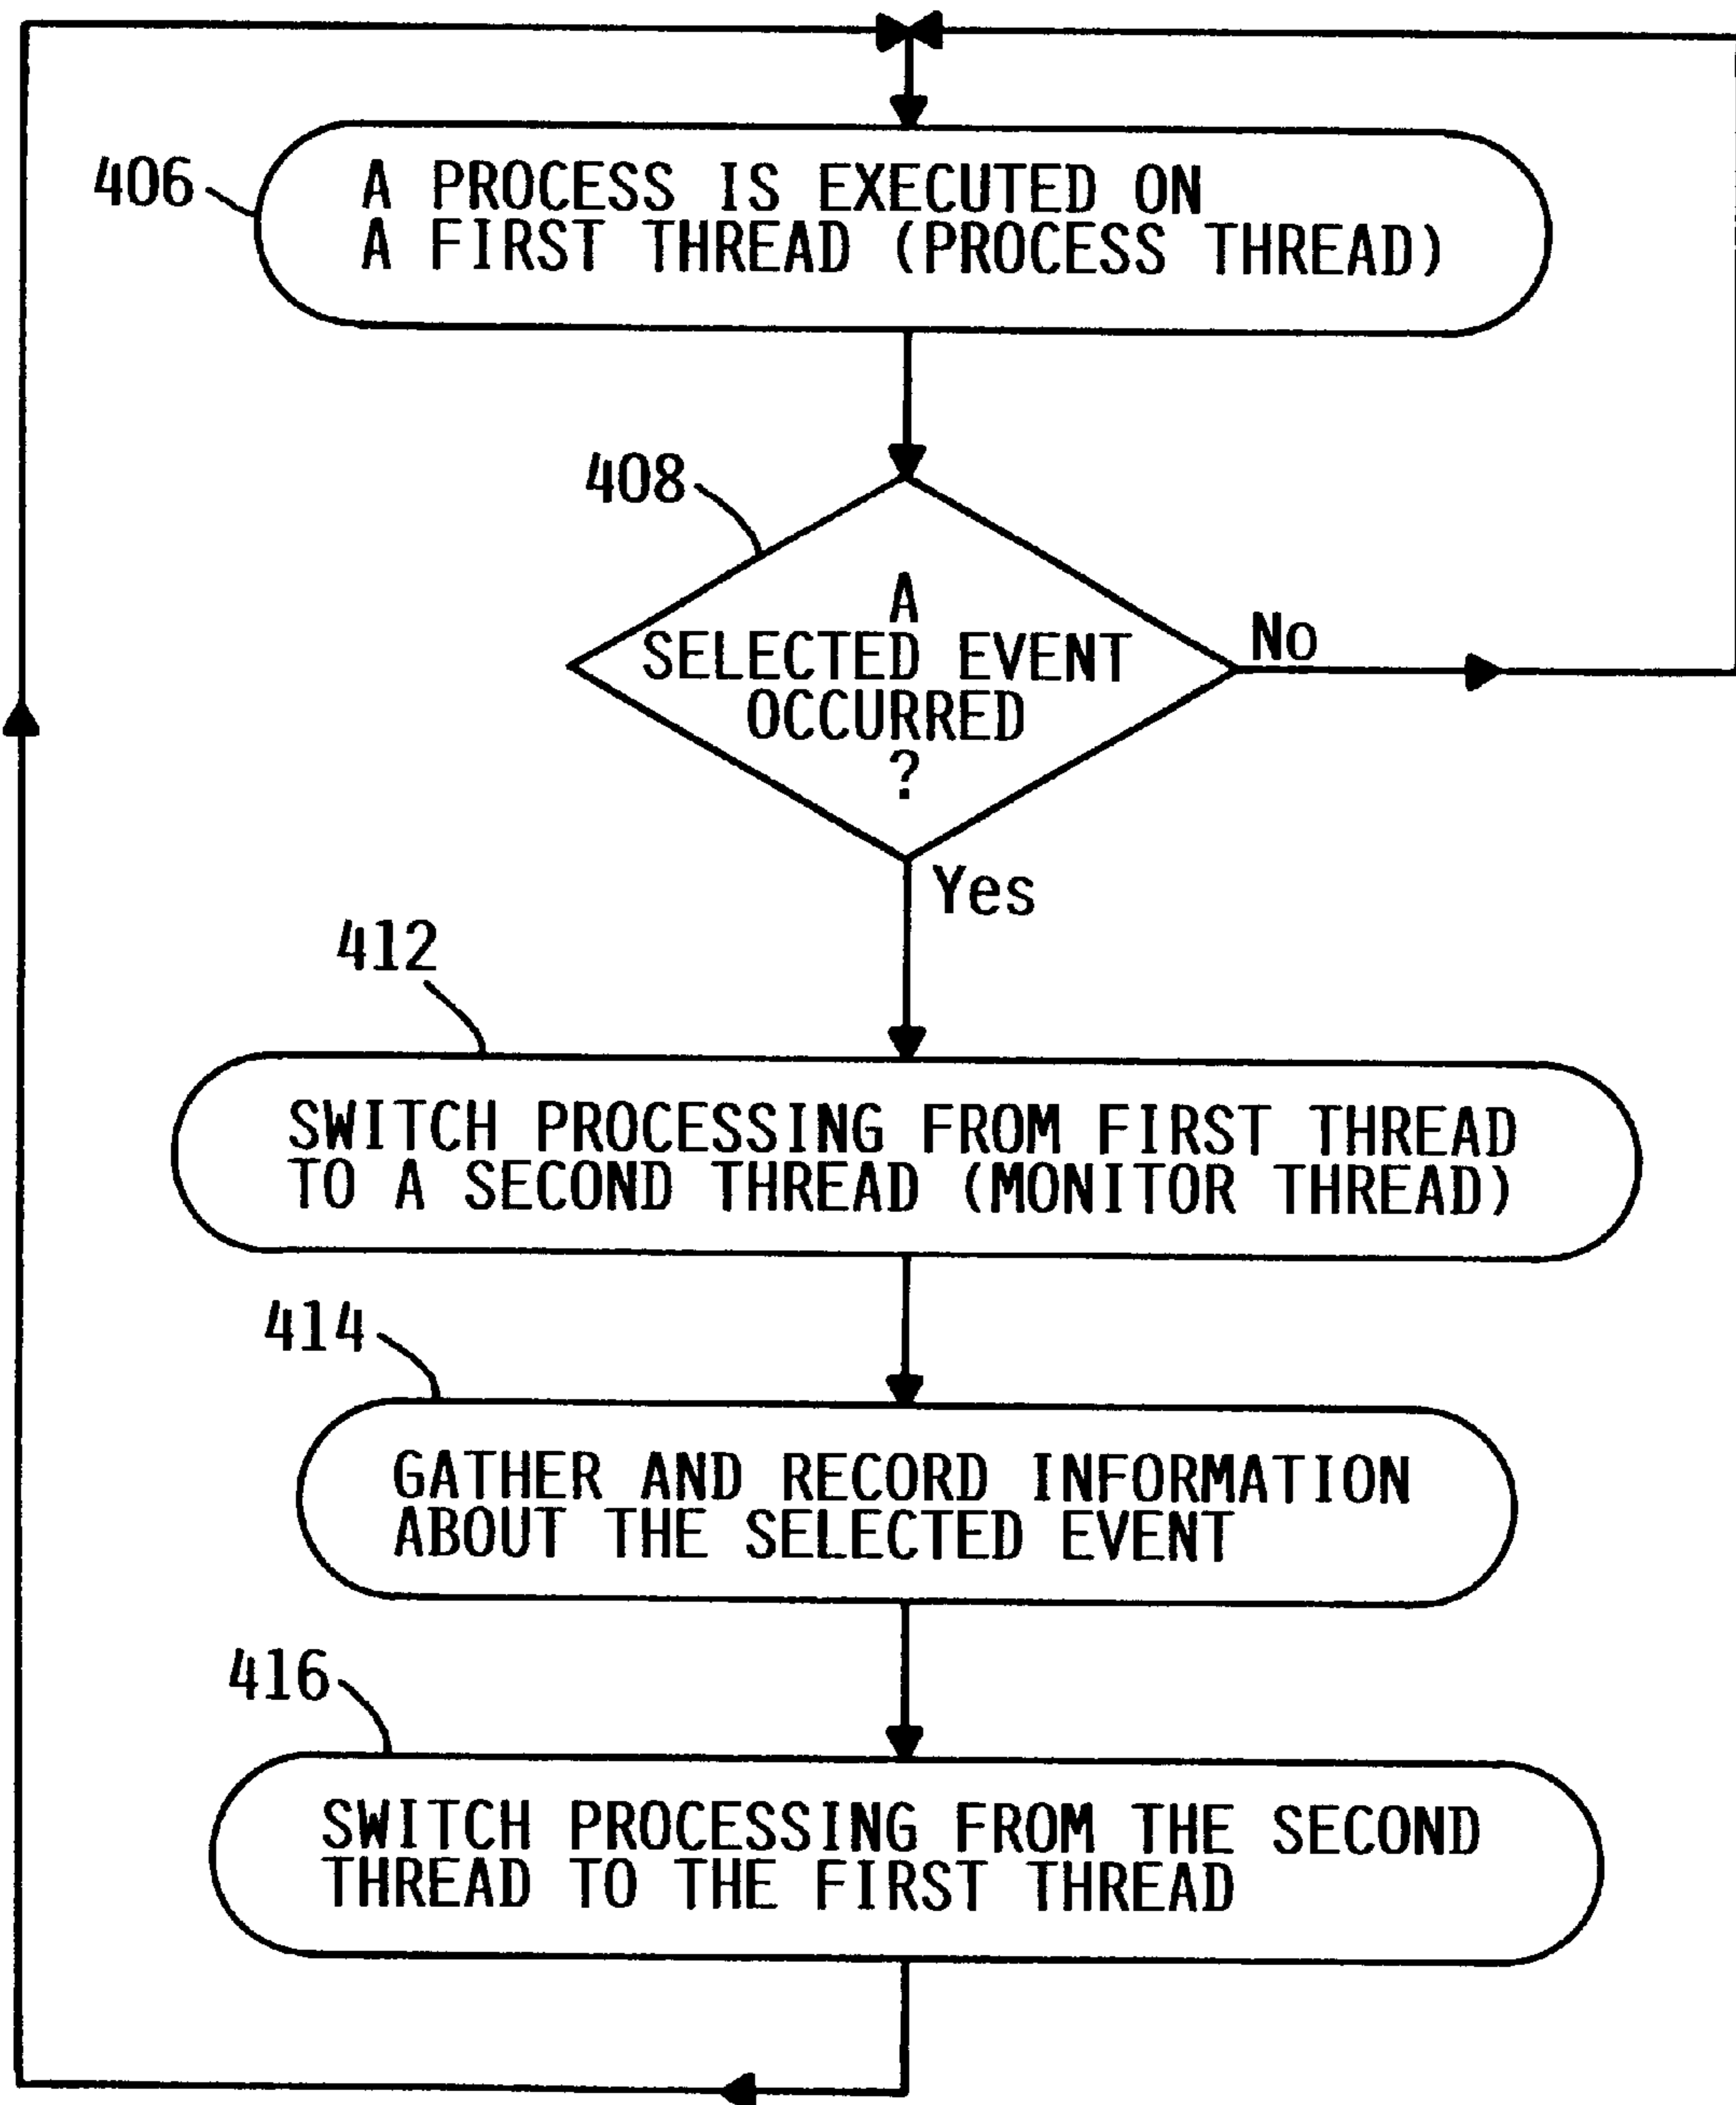 406
A PROCESS IS EXECUTED ON
A FIRST THREAD (PROCESS THREAD)
408
A
SELECTED EVENT
OCCURRED
?
No
Yes
412
SWITCH PROCESSING FROM FIRST THREAD
TO A SECOND THREAD (MONITOR THREAD)
414
GATHER AND RECORD INFORMATION
ABOUT THE SELECTED EVENT
416
SWITCH PROCESSING FROM THE SECOND
THREAD TO THE FIRST THREAD